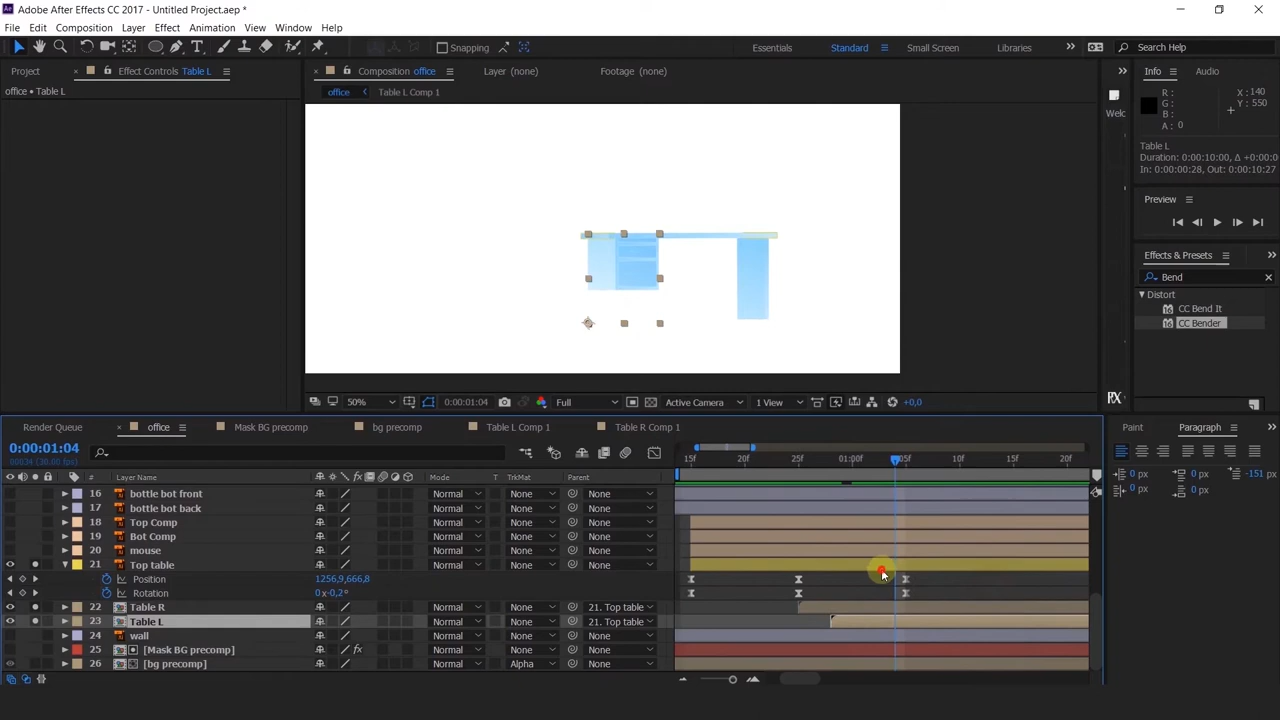 Adobe After Effects CC 2017 - Untitled Project.aep *
File Edit Composition Layer Effect Animation View Window Help
Snapping Essentials Standard Small Screen Libraries Search Help
Project Effect Controls Table L Composition office Layer (none) Footage (none) Info Audio
office • Table L office Table L Comp 1
R : X : 140
G : Y : 550
B :
A : 0
Welc
Table L
Duration: 0:00:10:00, Δ +0:00:0
In: 0:00:00:28, Out: 0:00:10:27
Preview
Effects & Presets
Bend
Distort
CC Bend It
CC Bender
50% 0:00:01:04 Full Active Camera 1 View +0,0
Render Queue office Mask BG precomp bg precomp Table L Comp 1 Table R Comp 1 Paint Paragraph
0:00:01:04
00034 (30.00 fps)
15f 20f 25f 01:00f 05f 10f 15f 20f
# Layer Name Mode T TrkMat Parent
0 px 0 px -151 px
0 px 0 px
16 bottle bot front Normal None None
17 bottle bot back Normal None None
18 Top Comp Normal None None
19 Bot Comp Normal None None
20 mouse Normal None None
21 Top table Normal None None
Position 1256,9,666,8
Rotation 0x-0,2°
22 Table R Normal None 21. Top table
23 Table L Normal None 21. Top table
24 wall Normal None None
25 [Mask BG precomp] Normal None None
26 [bg precomp] Normal Alpha None